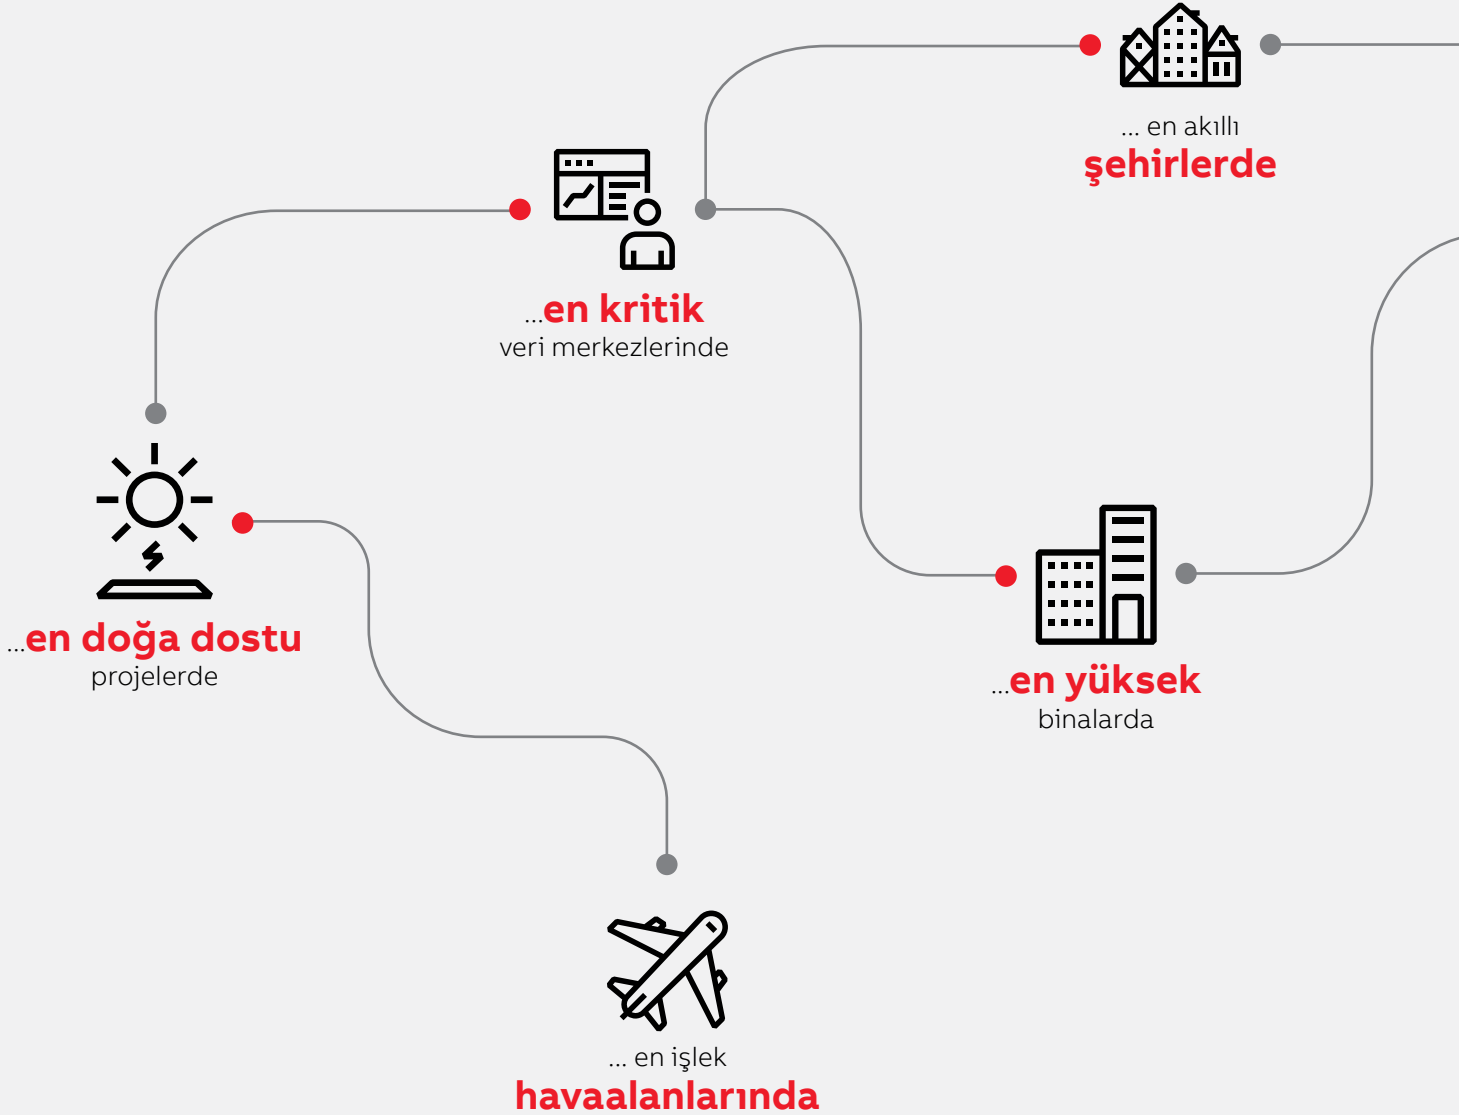 ... en akıllı
şehirlerde
...en kritik
veri merkezlerinde
...en doğa dostu
projelerde
...en yüksek
binalarda
... en işlek
havaalanlarında